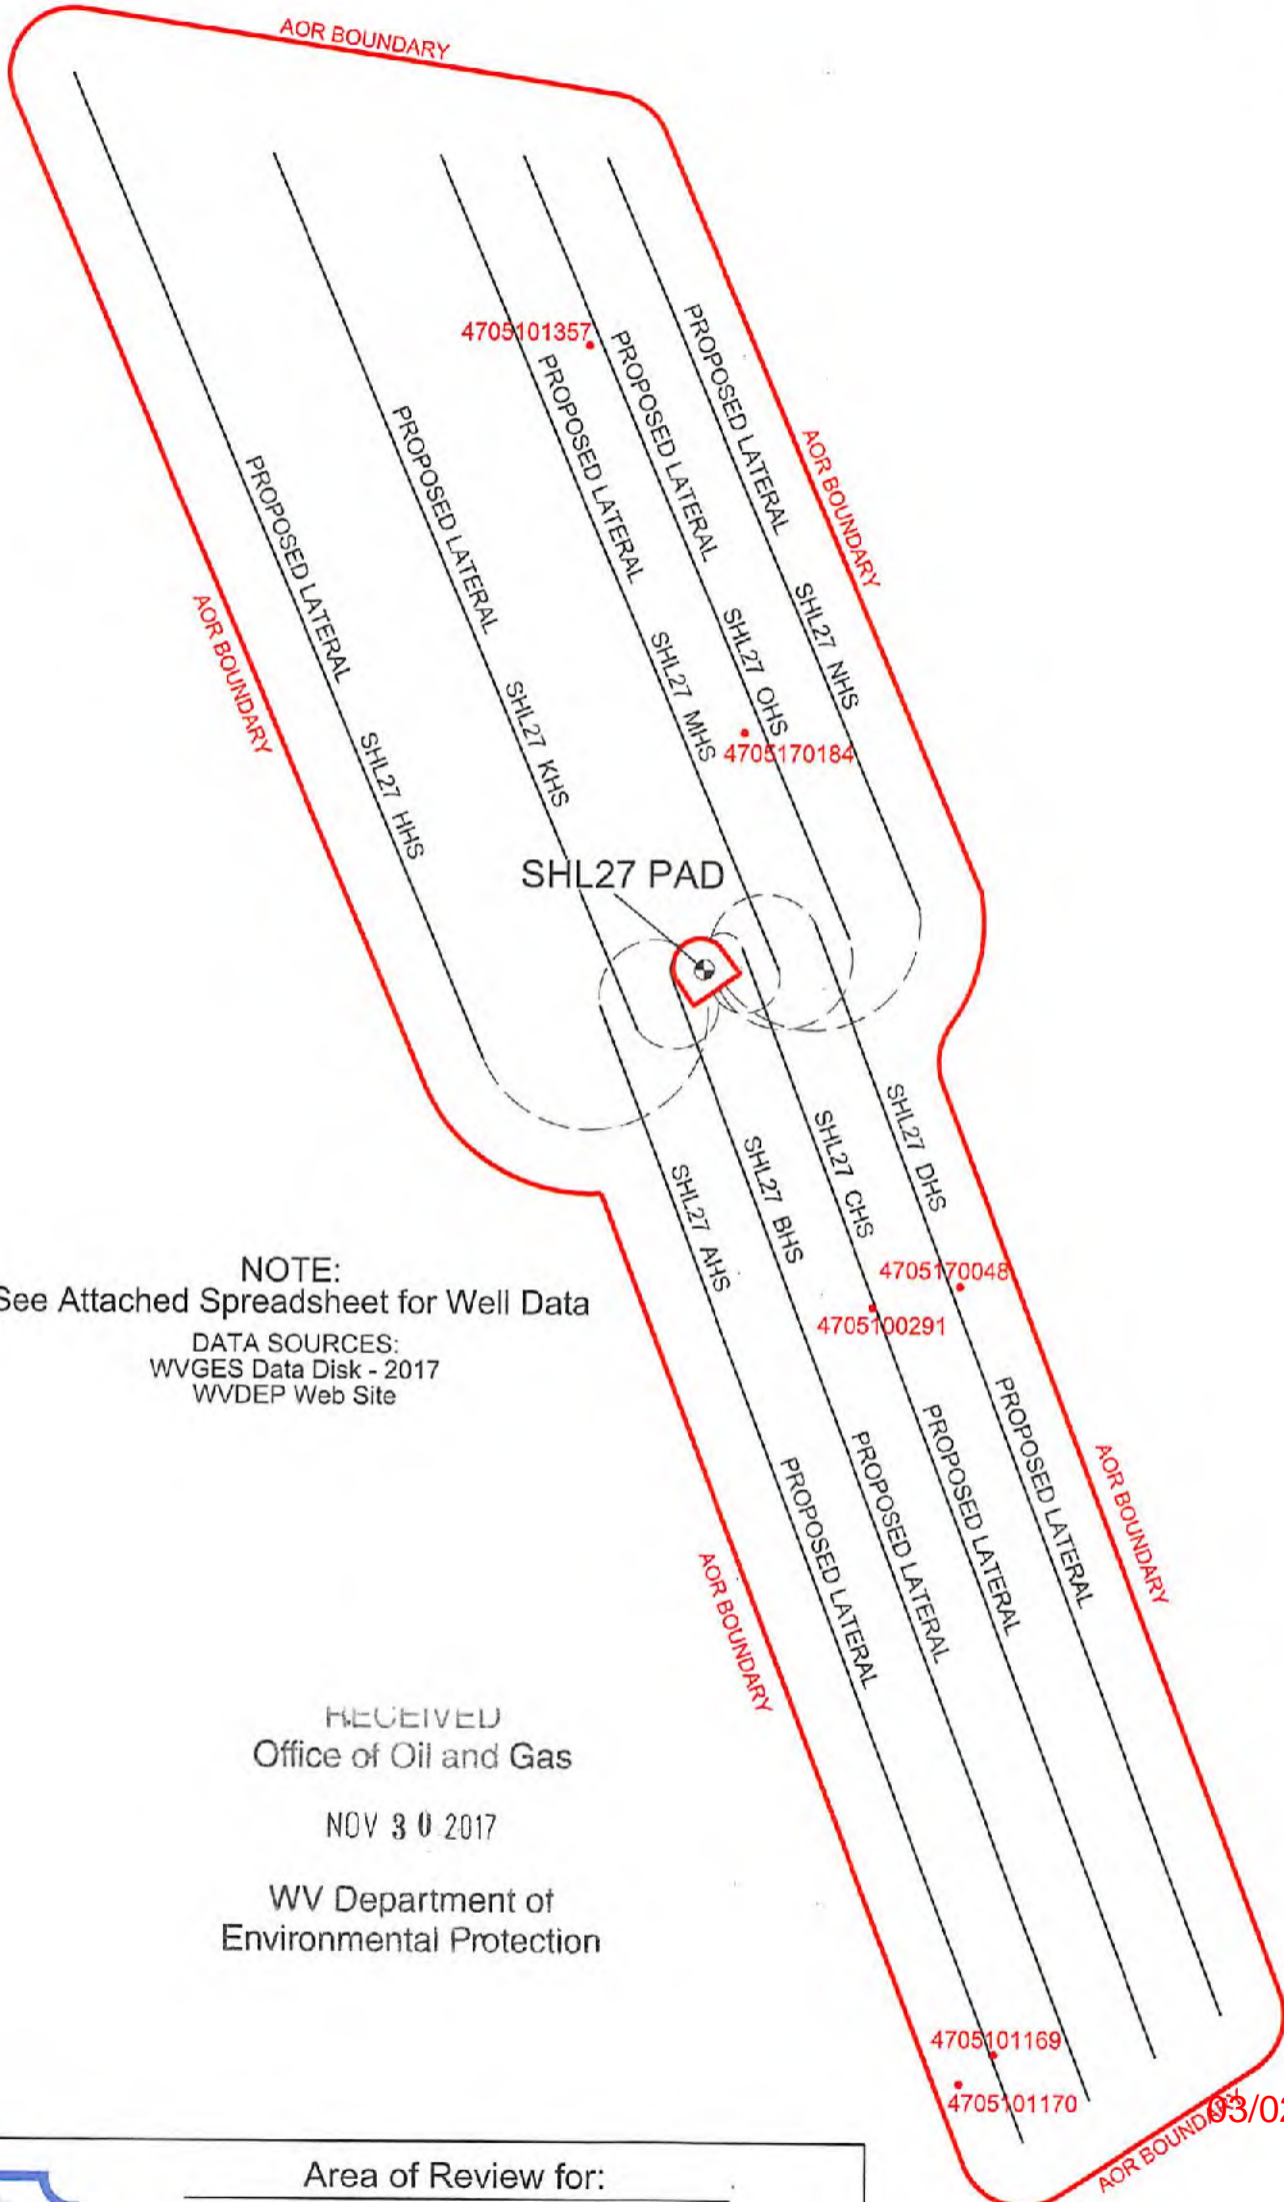 AOR BOUNDARY
4705101357
PROPOSED LATERAL
PROPOSED LATERAL
PROPOSED LATERAL
PROPOSED LATERAL
PROPOSED LATERAL
AOR BOUNDARY
AOR BOUNDARY
SHL27 HHS
SHL27 KHS
SHL27 MHS
SHL27 OHS
SHL27 NHS
4705170184
SHL27 PAD
SHL27 AHS
SHL27 BHS
SHL27 CHS
SHL27 DHS
4705170048
4705100291
NOTE:
See Attached Spreadsheet for Well Data
DATA SOURCES:
WVGES Data Disk - 2017
WVDEP Web Site
PROPOSED LATERAL
PROPOSED LATERAL
PROPOSED LATERAL
PROPOSED LATERAL
AOR BOUNDARY
AOR BOUNDARY
RECEIVED
Office of Oil and Gas
NOV 30 2017
WV Department of
Environmental Protection
4705101169
4705101170
AOR BOUNDARY
03/02
Area of Review for: